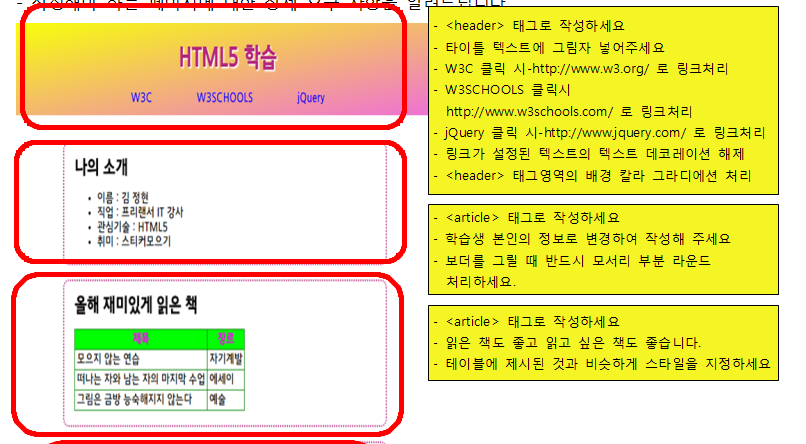 HTML5 학습
W3C W3SCHOOLS jQuery
- <header> 태그로 작성하세요
- 타이틀 텍스트에 그림자 넣어주세요
- W3C 클릭 시-http://www.w3.org/ 로 링크처리
- W3SCHOOLS 클릭시
http://www.w3schools.com/ 로 링크처리
- jQuery 클릭 시-http://www.jquery.com/ 로 링크처리
- 링크가 설정된 텍스트의 텍스트 데코레이션 해제
- <header> 태그영역의 배경 칼라 그라디에션 처리
나의 소개
• 이름 : 김 정현
• 직업 : 프리랜서 IT 강사
• 관심기술 : HTML5
• 취미 : 스티커모으기
- <article> 태그로 작성하세요
- 학습생 본인의 정보로 변경하여 작성해 주세요
- 보더를 그릴 때 반드시 모서리 부분 라운드
처리하세요.
올해 재미있게 읽은 책
제목 장르
모으지 않는 연습 자기계발
떠나는 자와 남는 자의 마지막 수업 에세이
그림은 금방 능숙해지지 않는다 예술
- <article> 태그로 작성하세요
- 읽은 책도 좋고 읽고 싶은 책도 좋습니다.
- 테이블에 제시된 것과 비슷하게 스타일을 지정하세요